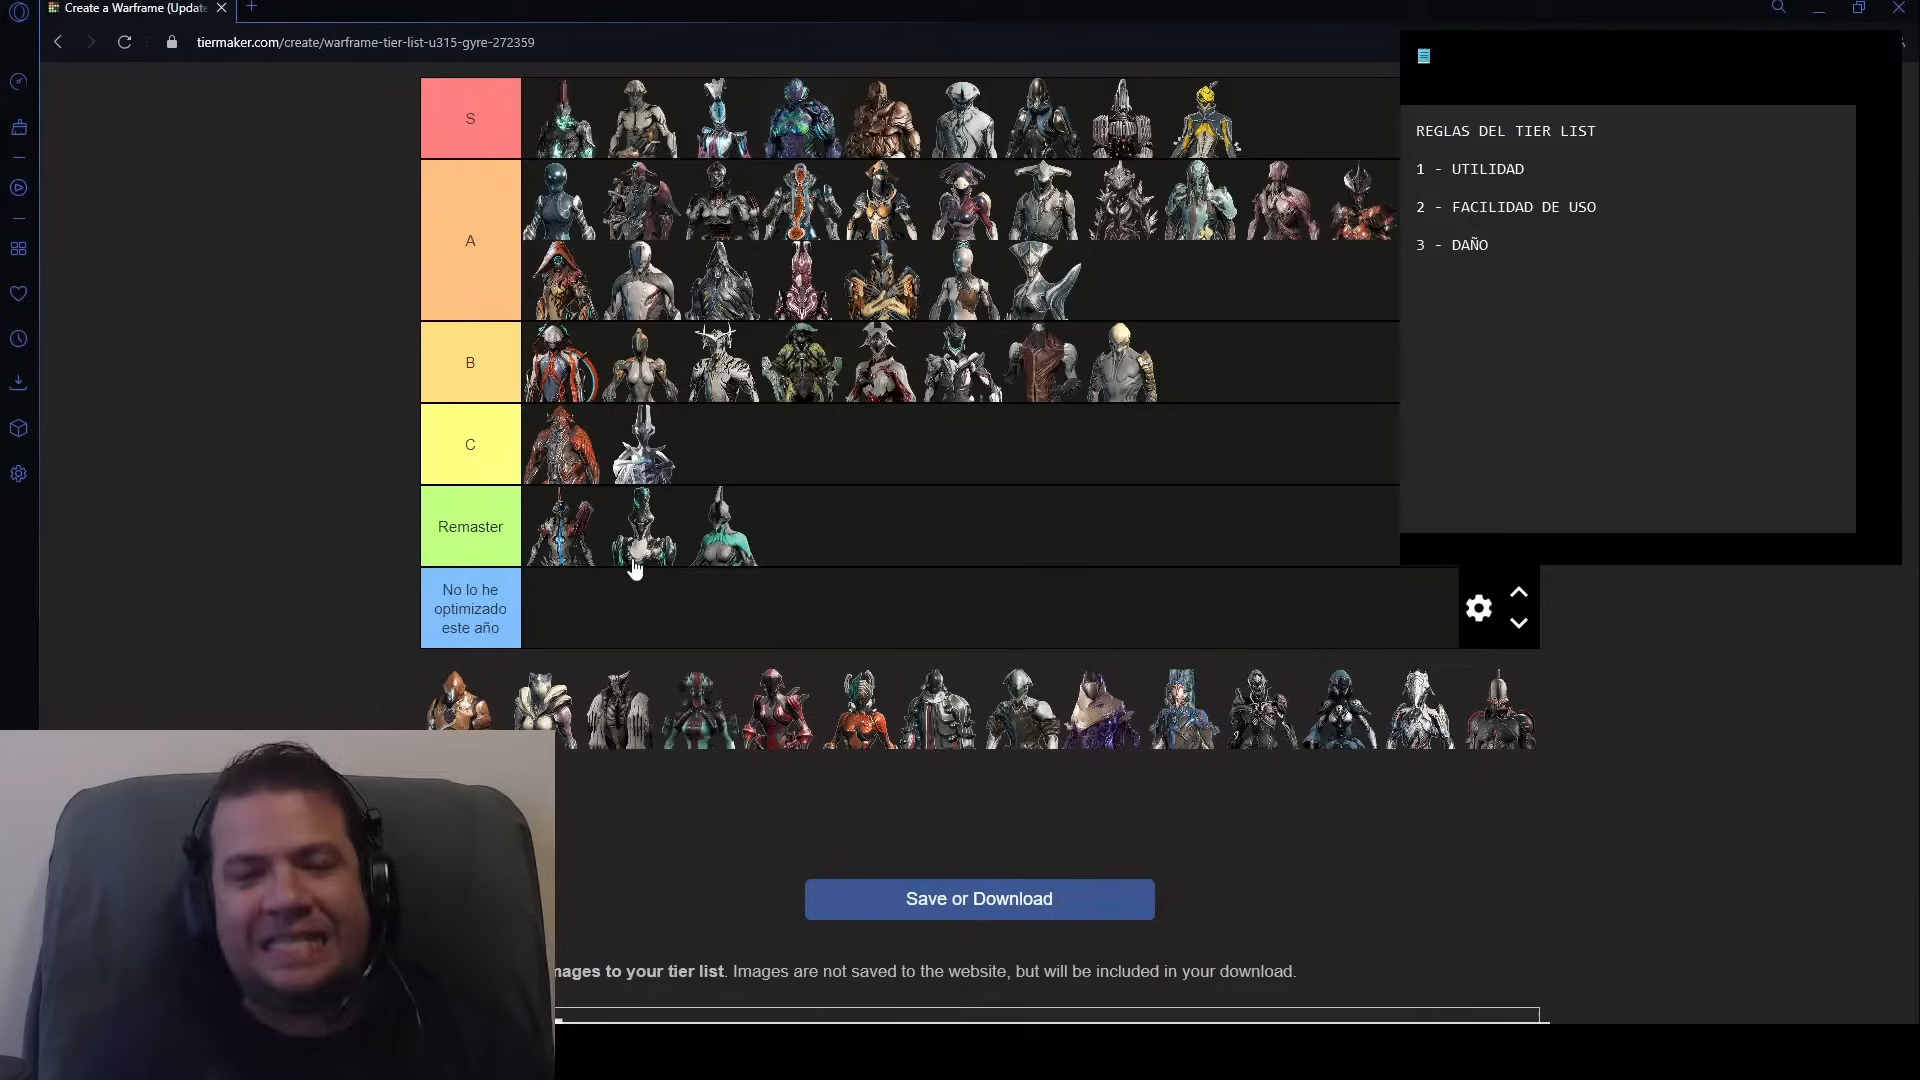 Create a Warframe (Update
tiermaker.com/create/warframe-tier-list-u315-gyre-272359
REGLAS DEL TIER LIST
1 - UTILIDAD
2 - FACILIDAD DE USO
3 - DAÑO
S
A
B
C
Remaster
No lo he
optimizado
este año
Save or Download
mages to your tier list. Images are not saved to the website, but will be included in your download.